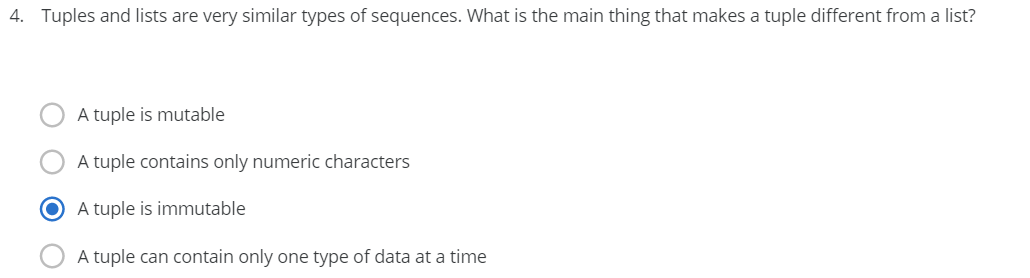 4. Tuples and lists are very similar types of sequences. What is the main thing that makes a tuple different from a list?
A tuple is mutable
A tuple contains only numeric characters
A tuple is immutable
A tuple can contain only one type of data at a time